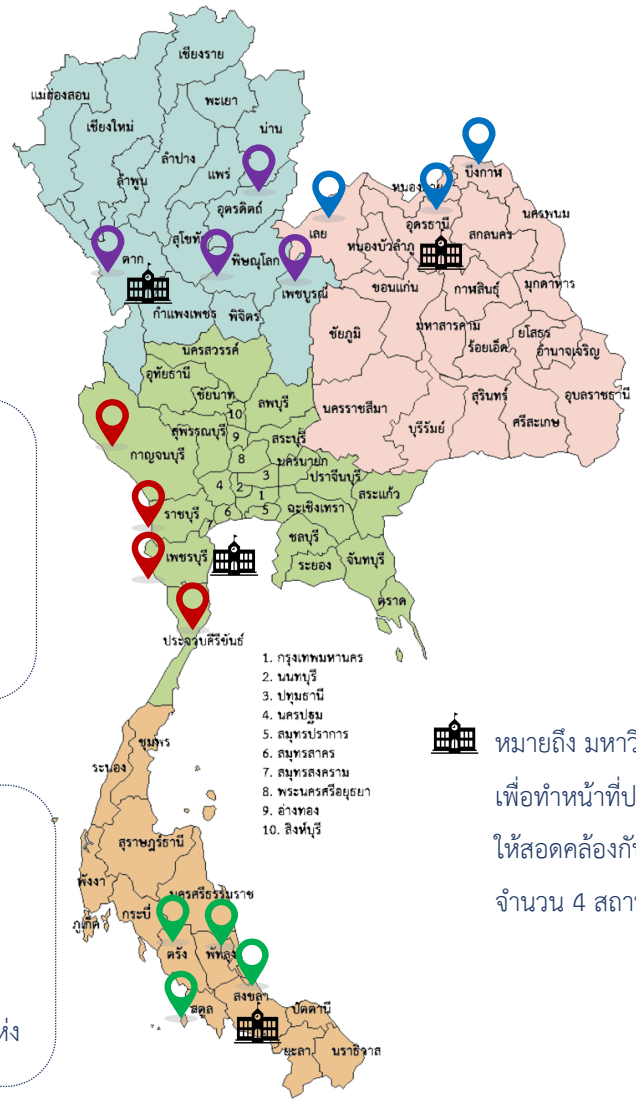 เชียงราย
แม่ฮ่องสอน
พะเยา
เชียงใหม่
น่าน
ลำปาง
แพร่
ลำพูน
อุตรดิตถ์
สุโขทัย
ตาก
พิษณุโลก
เพชรบูรณ์
กำแพงเพชร
พิจิตร
บึงกาฬ
เลย
อุดรธานี
นครพนม
สกลนคร
หนองบัวลำภู
ขอนแก่น
กาฬสินธุ์
มุกดาหาร
มหาสารคาม
ชัยภูมิ
ร้อยเอ็ด
ยโสธร
อำนาจเจริญ
นครราชสีมา
บุรีรัมย์
สุรินทร์
ศรีสะเกษ
อุบลราชธานี
นครสวรรค์
อุทัยธานี
ชัยนาท
ลพบุรี
10
สุพรรณบุรี
9
สระบุรี
กาญจนบุรี
8
นครนายก
3
ปราจีนบุรี
4
2
1
สระแก้ว
ราชบุรี
7
6
5
ฉะเชิงเทรา
เพชรบุรี
ชลบุรี
ระยอง
จันทบุรี
ตราด
ประจวบคีรีขันธ์
1. กรุงเทพมหานคร
2. นนทบุรี
3. ปทุมธานี
4. นครปฐม
5. สมุทรปราการ
6. สมุทรสาคร
7. สมุทรสงคราม
8. พระนครศรีอยุธยา
9. อ่างทอง
10. สิงห์บุรี
ชุมพร
ระนอง
สุราษฎร์ธานี
พังงา
นครศรีธรรมราช
กระบี่
ภูเก็ต
ตรัง
พัทลุง
สงขลา
สตูล
ปัตตานี
ยะลา
นราธิวาส
หมายถึง มหาวิ
เพื่อทำหน้าที่ป
ให้สอดคล้องกั
จำนวน 4 สถา
ห่ง